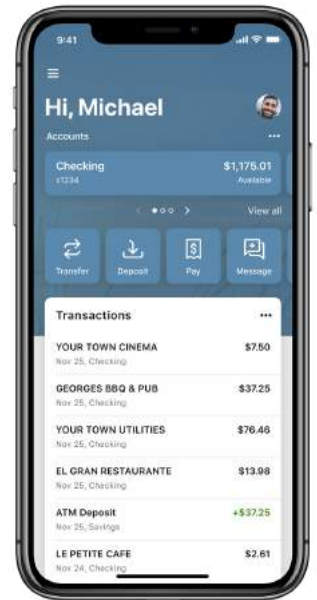 9:41
Hi, Michael
Accounts
Checking $1,175.01
x1234 Available
View all
Transfer Deposit Pay Message
Transactions
YOUR TOWN CINEMA $7.50
Nov 25, Checking
GEORGES BBQ & PUB $37.25
Nov 25, Checking
YOUR TOWN UTILITIES $76.46
Nov 25, Checking
EL GRAN RESTAURANTE $13.98
Nov 25, Checking
ATM Deposit +$37.25
Nov 25, Savings
LE PETITE CAFE $2.61
Nov 24, Checking